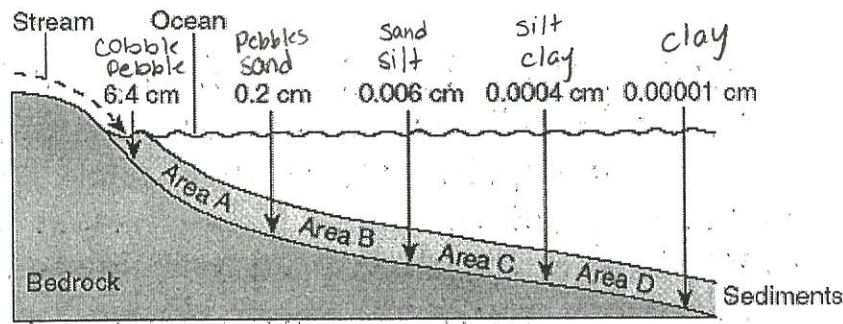 Stream
Ocean
cobble
pebble
6.4 cm
Pebbles
sand
0.2 cm
sand
silt
0.006 cm
silt
clay
0.0004 cm
clay
0.00001 cm
Area A
Area B
Area C
Area D
Bedrock
Sediments